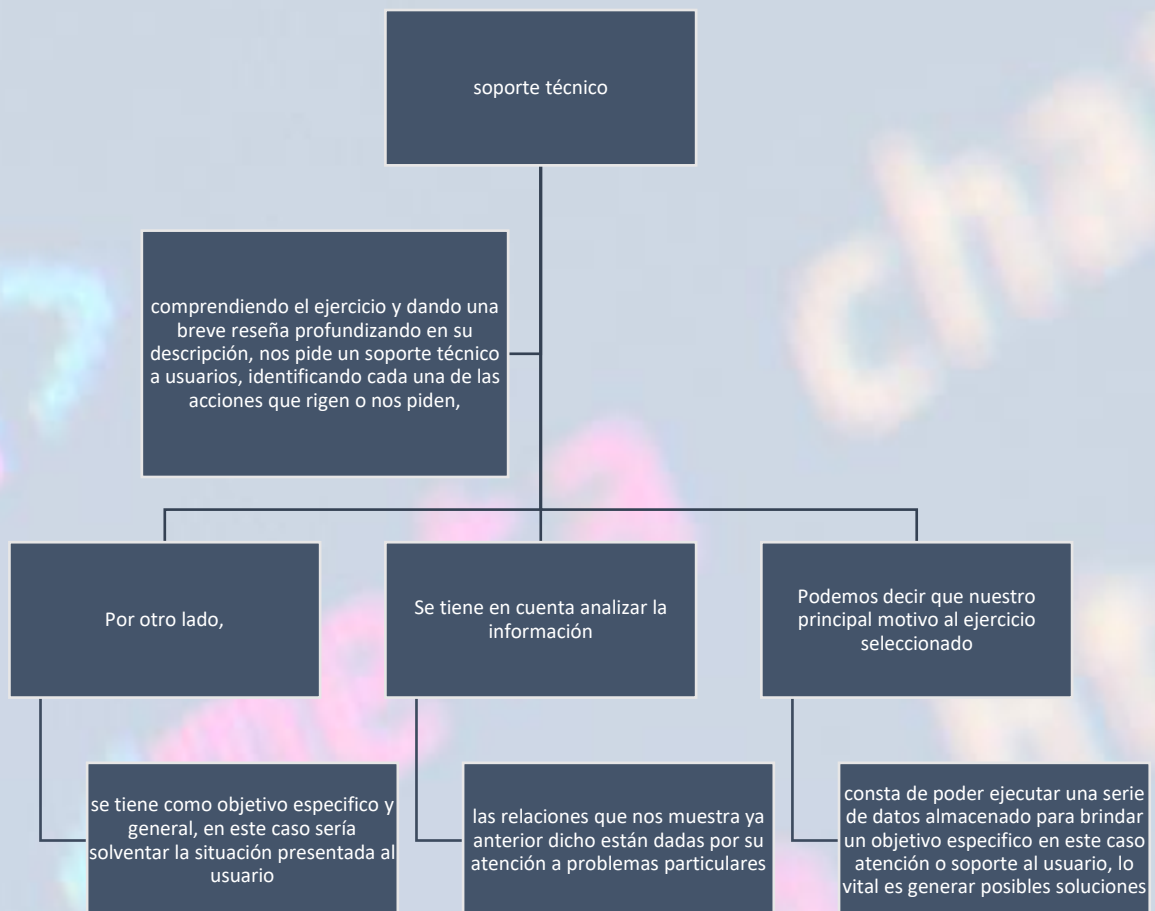 soporte técnico
comprendiendo el ejercicio y dando una
breve reseña profundizando en su
descripción, nos pide un soporte técnico
a usuarios, identificando cada una de las
acciones que rigen o nos piden,
Por otro lado,
se tiene como objetivo especifico y
general, en este caso sería
solventar la situación presentada al
usuario
Se tiene en cuenta analizar la
información
las relaciones que nos muestra ya
anterior dicho están dadas por su
atención a problemas particulares
Podemos decir que nuestro
principal motivo al ejercicio
seleccionado
consta de poder ejecutar una serie
de datos almacenado para brindar
un objetivo especifico en este caso
atención o soporte al usuario, lo
vital es generar posibles soluciones